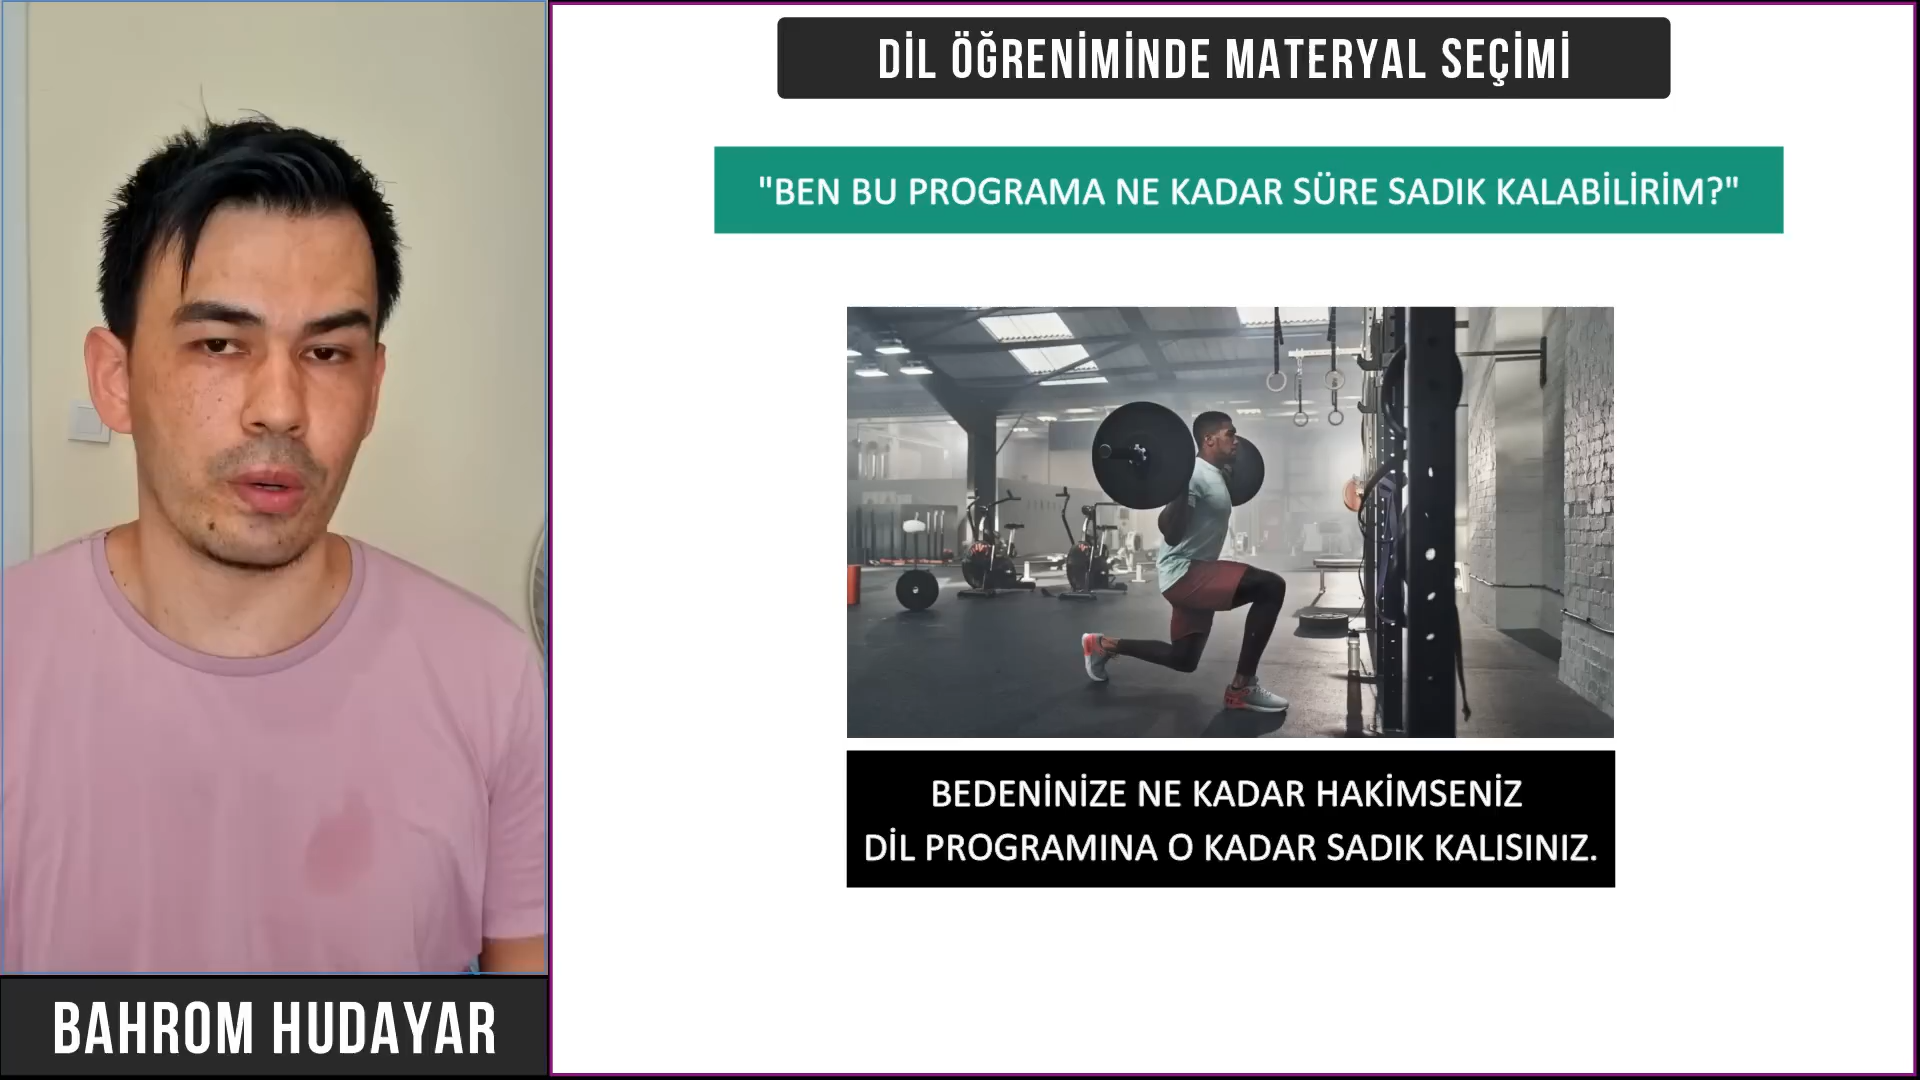 DİL ÖĞRENİMİNDE MATERYAL SEÇİMİ
"BEN BU PROGRAMA NE KADAR SÜRE SADIK KALABİLİRİM?"
BEDENİNİZE NE KADAR HAKİMSENİZ
DİL PROGRAMINA O KADAR SADIK KALISINIZ.
BAHROM HUDAYAR